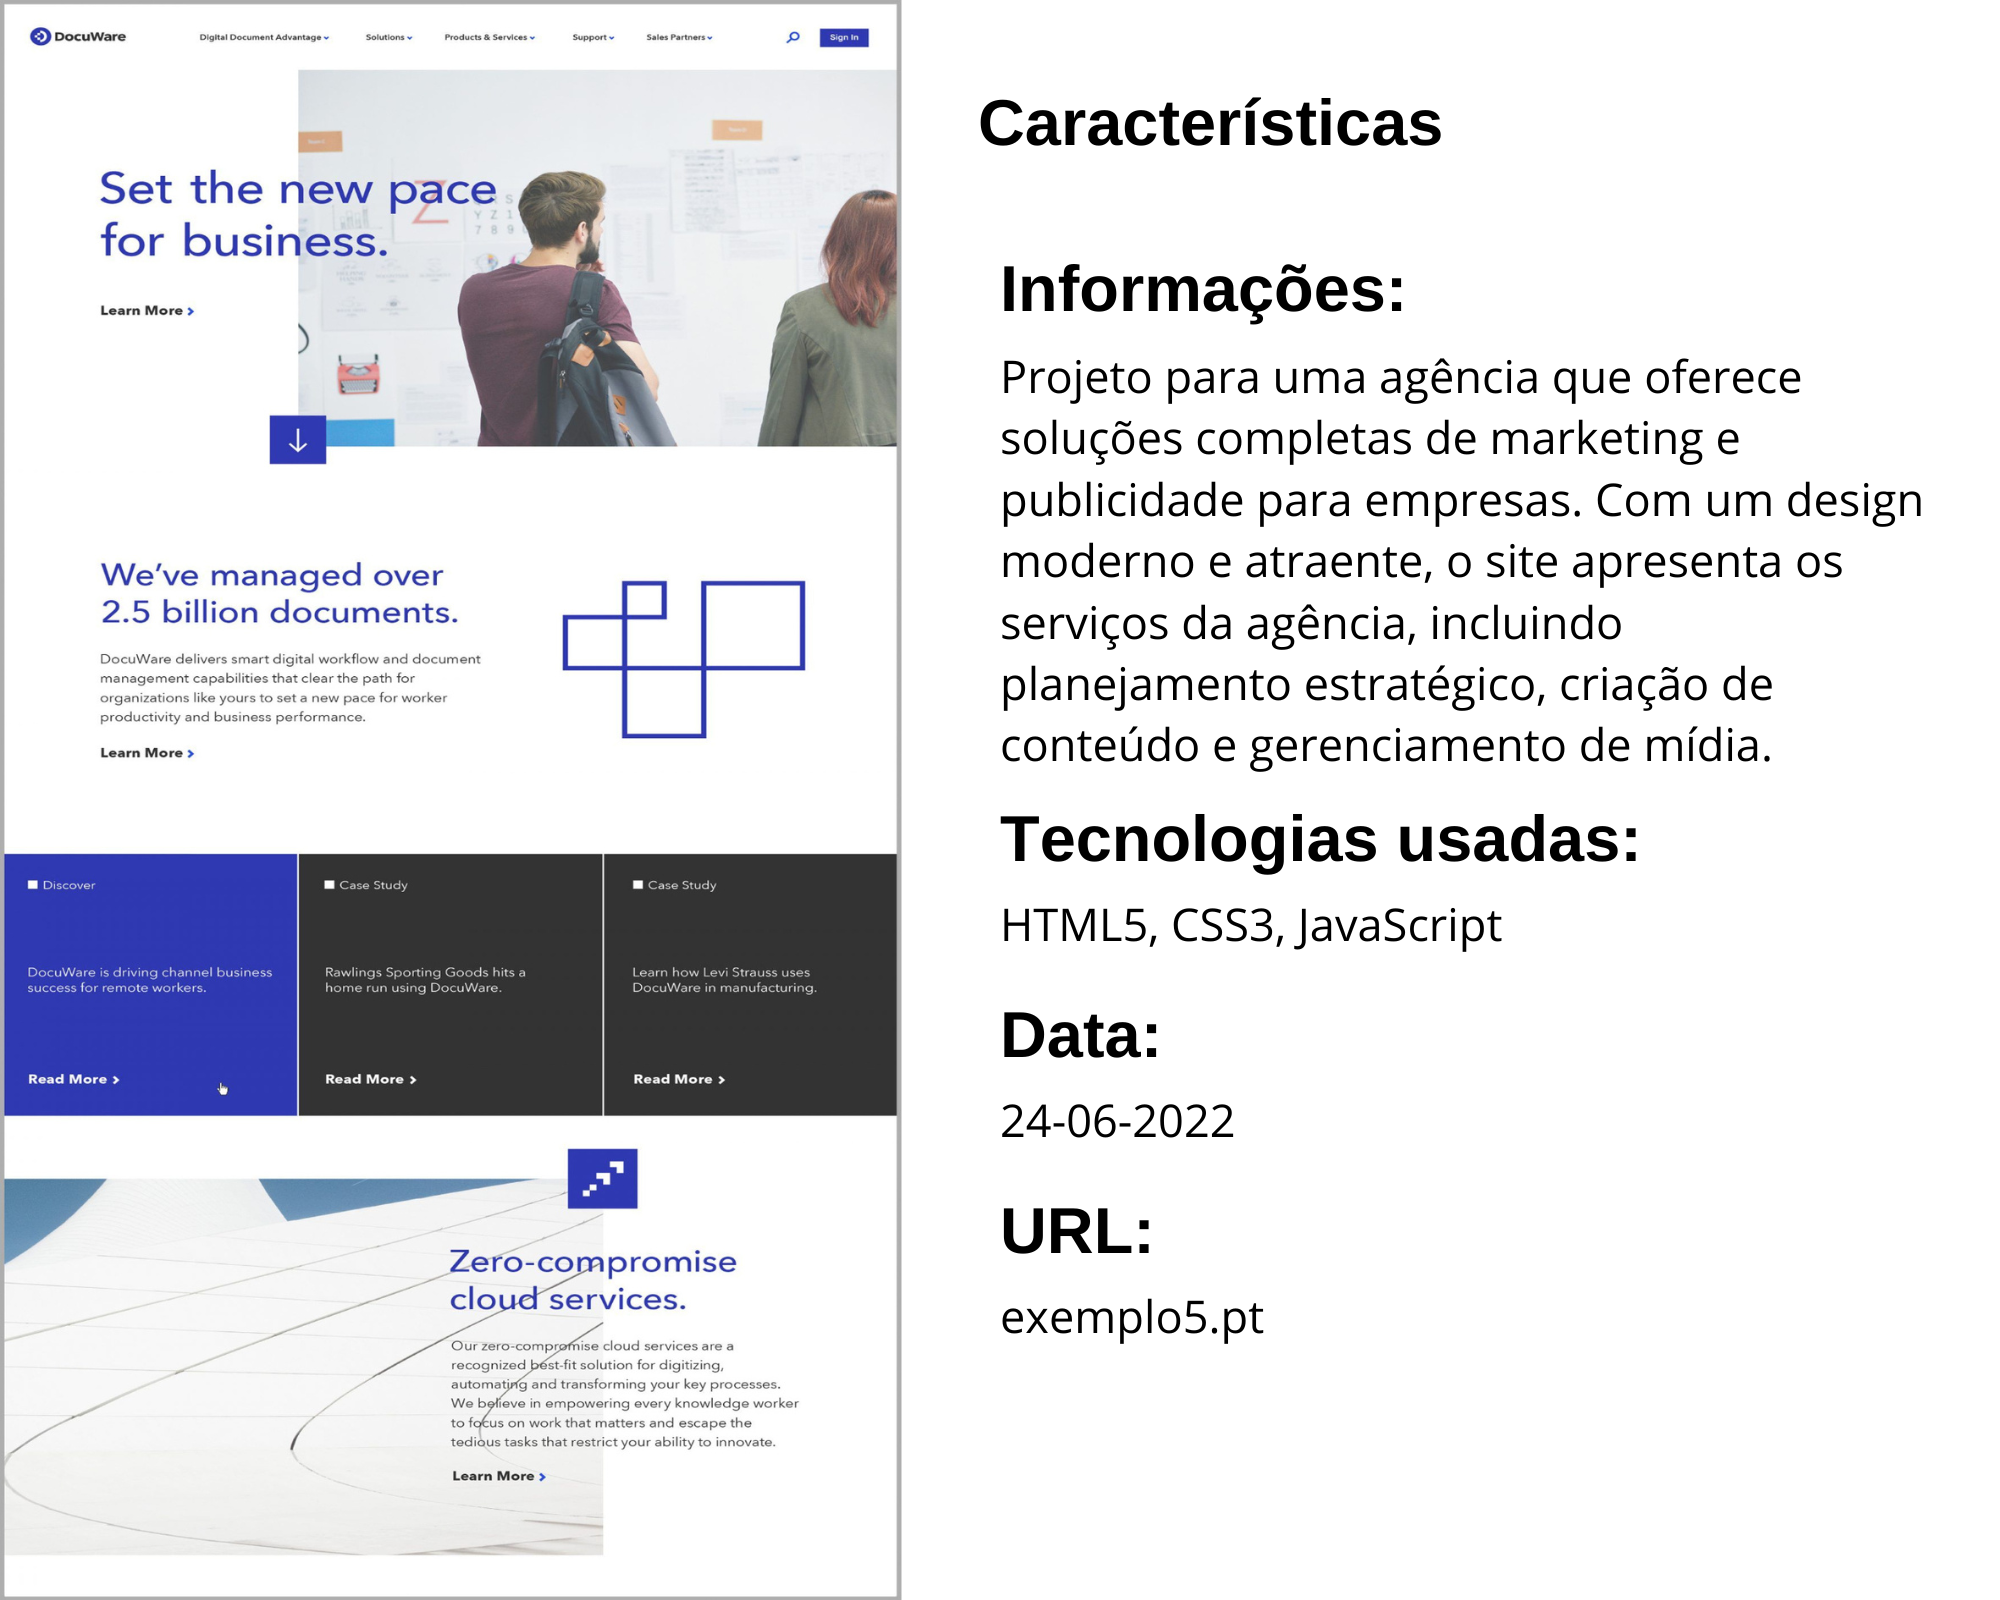 DocuWare
Digital Document Advantage
Solutions
Products & Services
Support
Sales Partners
Sign In
Set the new pace
for business.
Learn More
We've managed over
2.5 billion documents.
DocuWare delivers smart digital workflow and document
management capabilities that clear the path for
organizations like yours to set a new pace for worker
productivity and business performance.
Learn More
Discover
DocuWare is driving channel business
success for remote workers.
Read More
Case Study
Rawlings Sporting Goods hits a
home run using DocuWare.
Read More
Case Study
Learn how Levi Strauss uses
DocuWare in manufacturing.
Read More
Zero-compromise
cloud services.
Our zero-compromise cloud services are a
recognized best-fit solution for digitizing,
automating and transforming your key processes.
We believe in empowering every knowledge worker
to focus on work that matters and escape the
tedious tasks that restrict your ability to innovate.
Learn More
Características
Informações:
Projeto para uma agência que oferece
soluções completas de marketing e
publicidade para empresas. Com um design
moderno e atraente, o site apresenta os
serviços da agência, incluindo
planejamento estratégico, criação de
conteúdo e gerenciamento de mídia.
Tecnologias usadas:
HTML5, CSS3, JavaScript
Data:
24-06-2022
URL:
exemplo5.pt